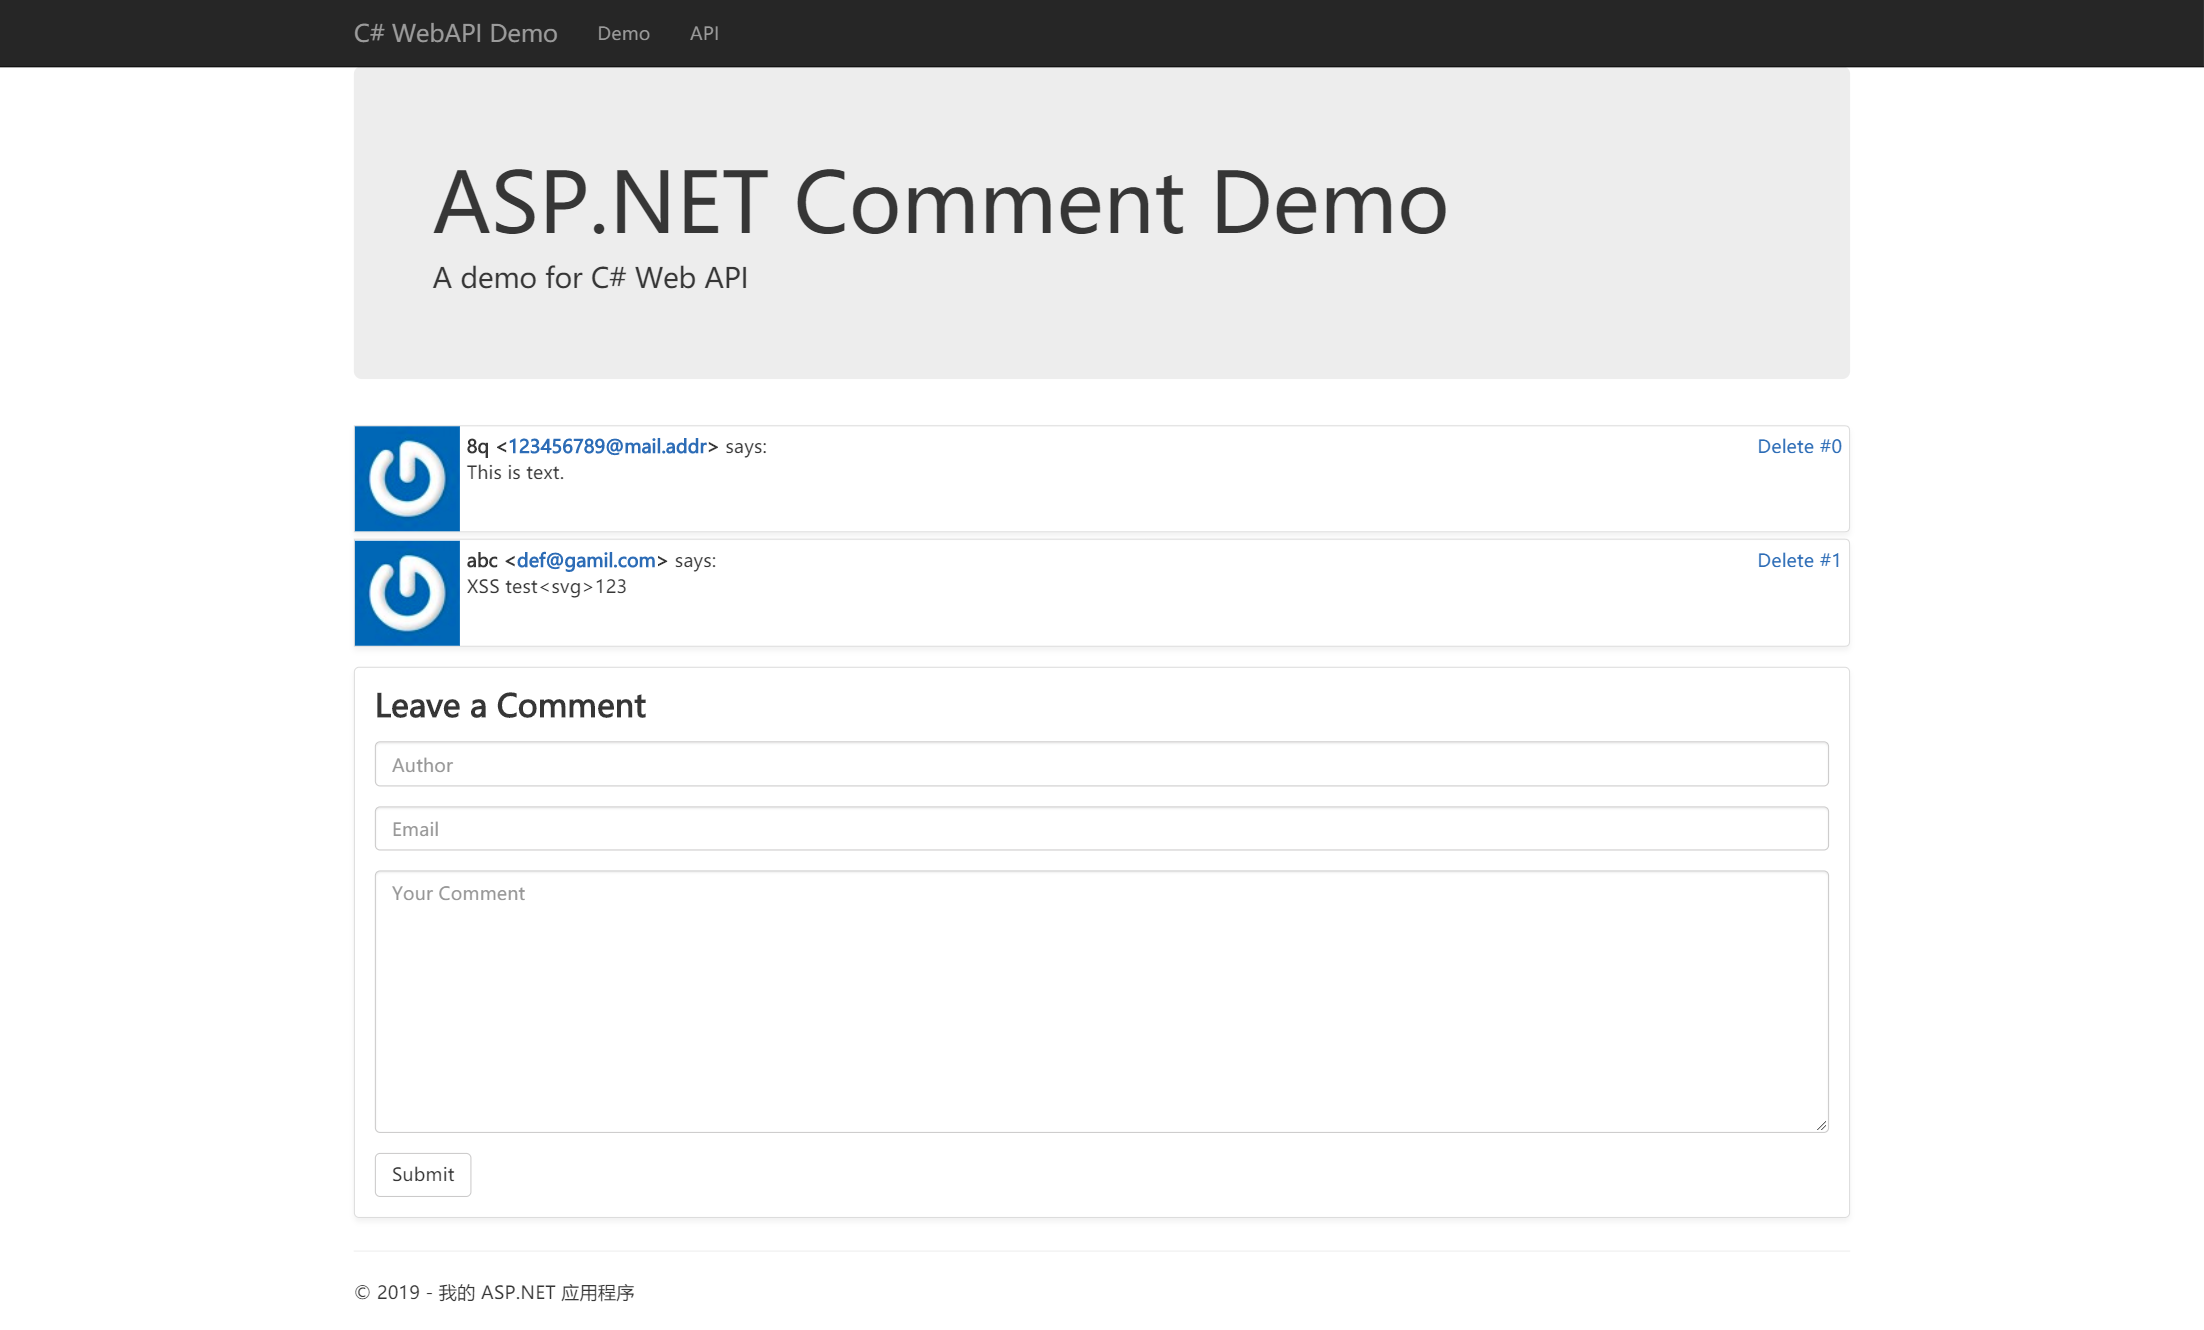 C# WebAPI Demo Demo API
ASP.NET Comment Demo
A demo for C# Web API
8q <123456789@mail.addr> says: Delete #0
This is text.
abc <def@gamil.com> says: Delete #1
XSS test<svg>123
Leave a Comment
Author
Email
Your Comment
Submit
© 2019 - 我的 ASP.NET 应用程序